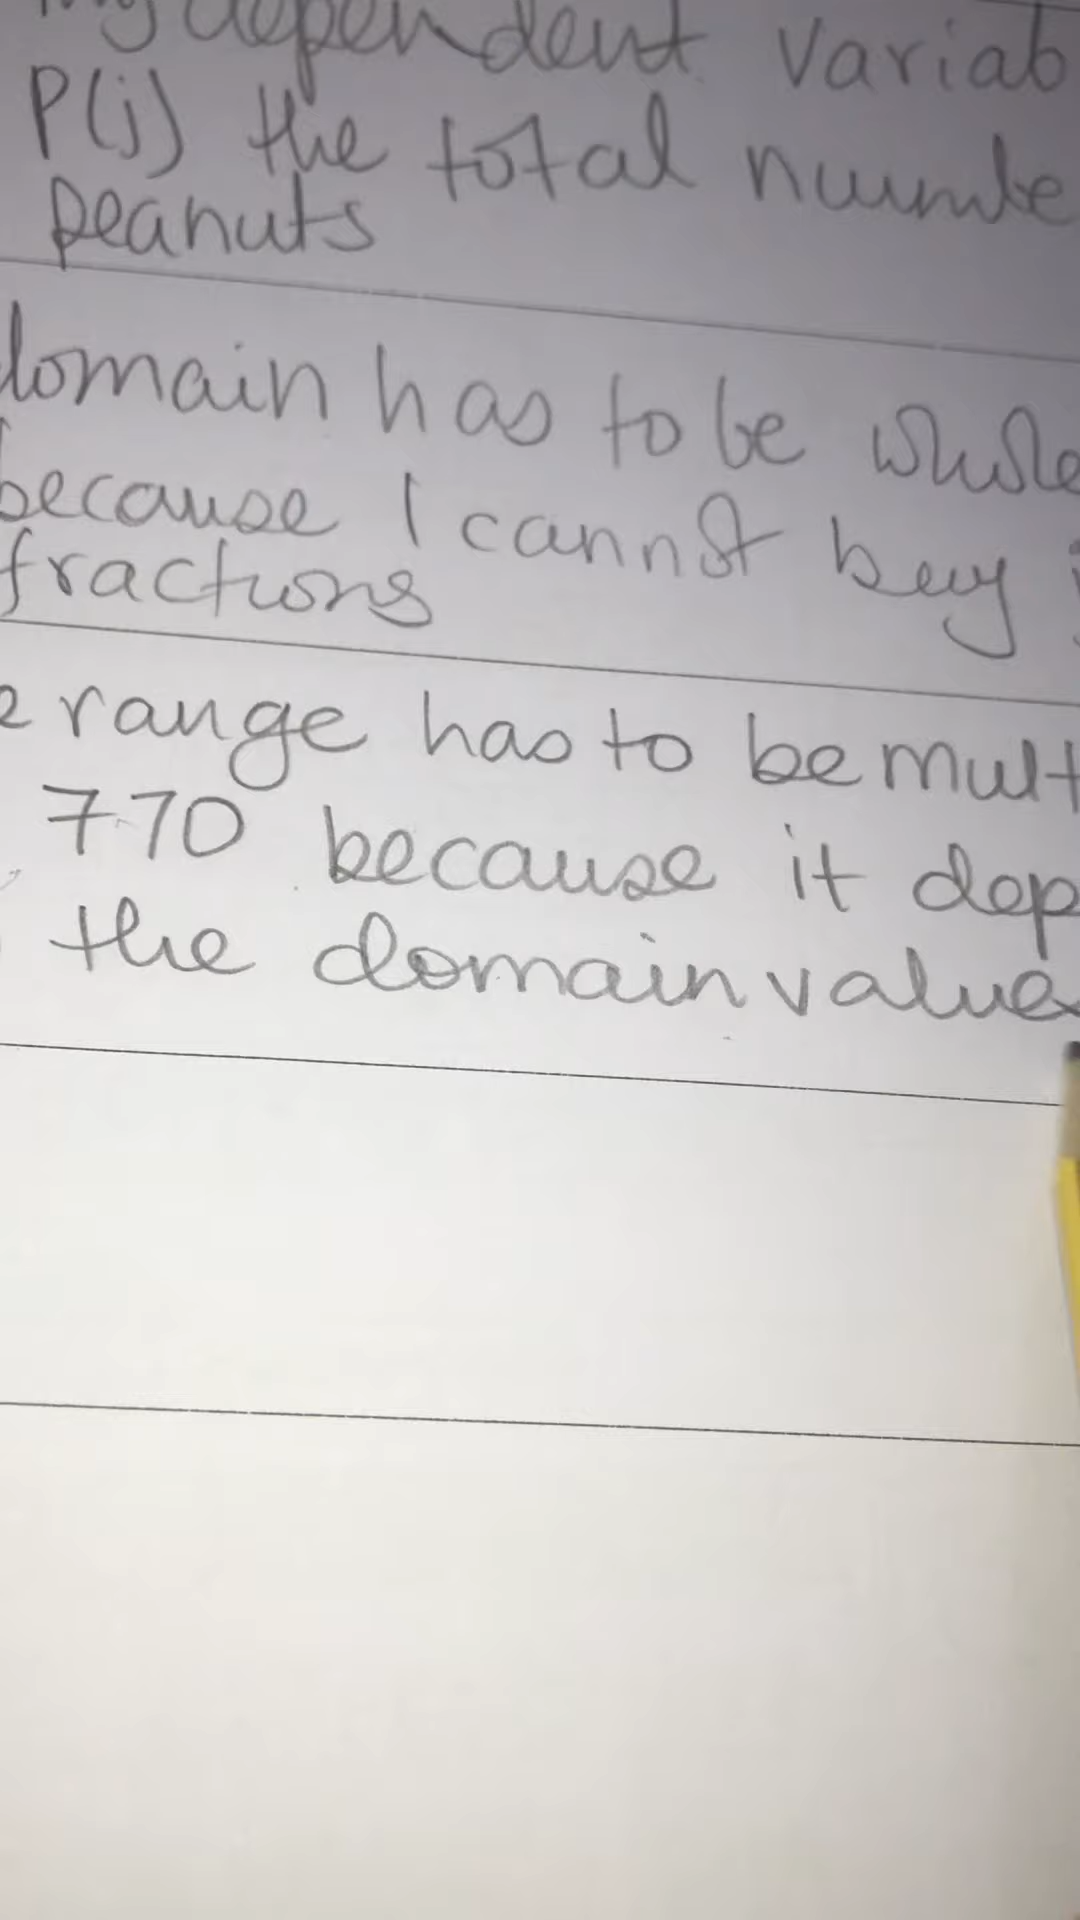 dependent variab
P(j) the total numbe
peanuts
domain has to be whole
because I cannot buy
fractions
e range has to be mult
770 because it dep
the domain value